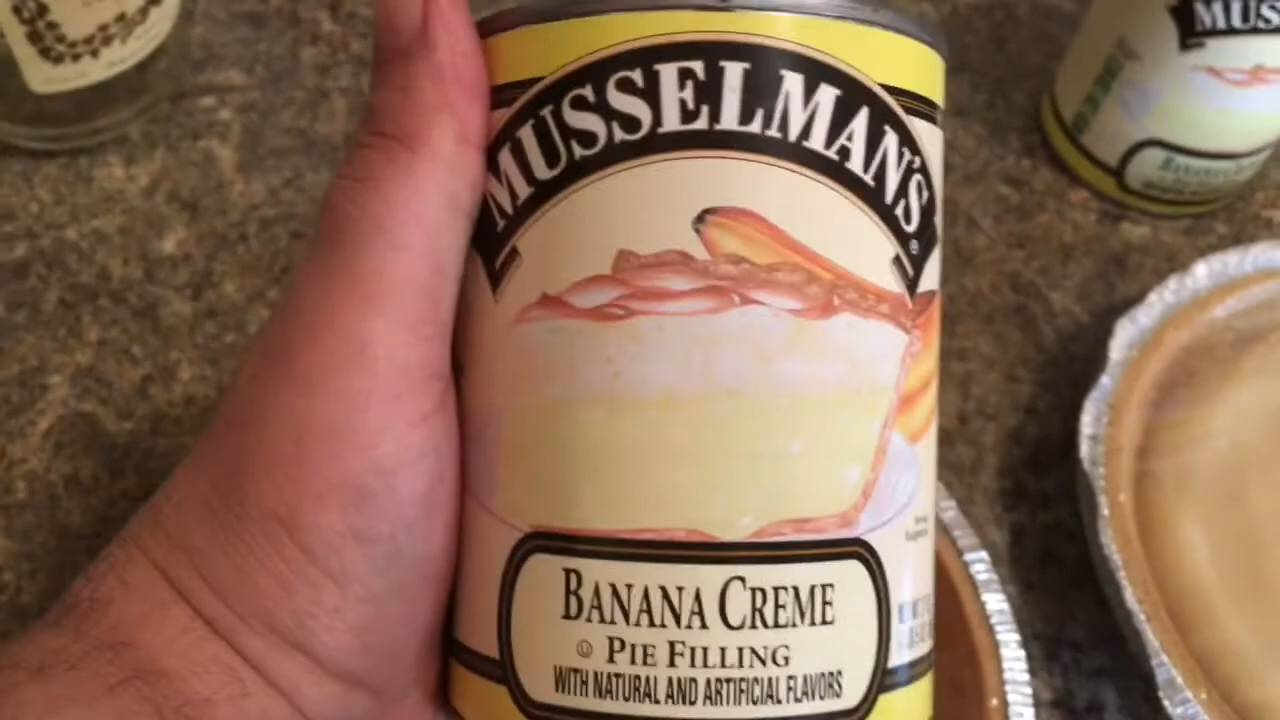 MUSSELMAN'S®
BANANA CREME
Ⓤ PIE FILLING
WITH NATURAL AND ARTIFICIAL FLAVORS
MUS